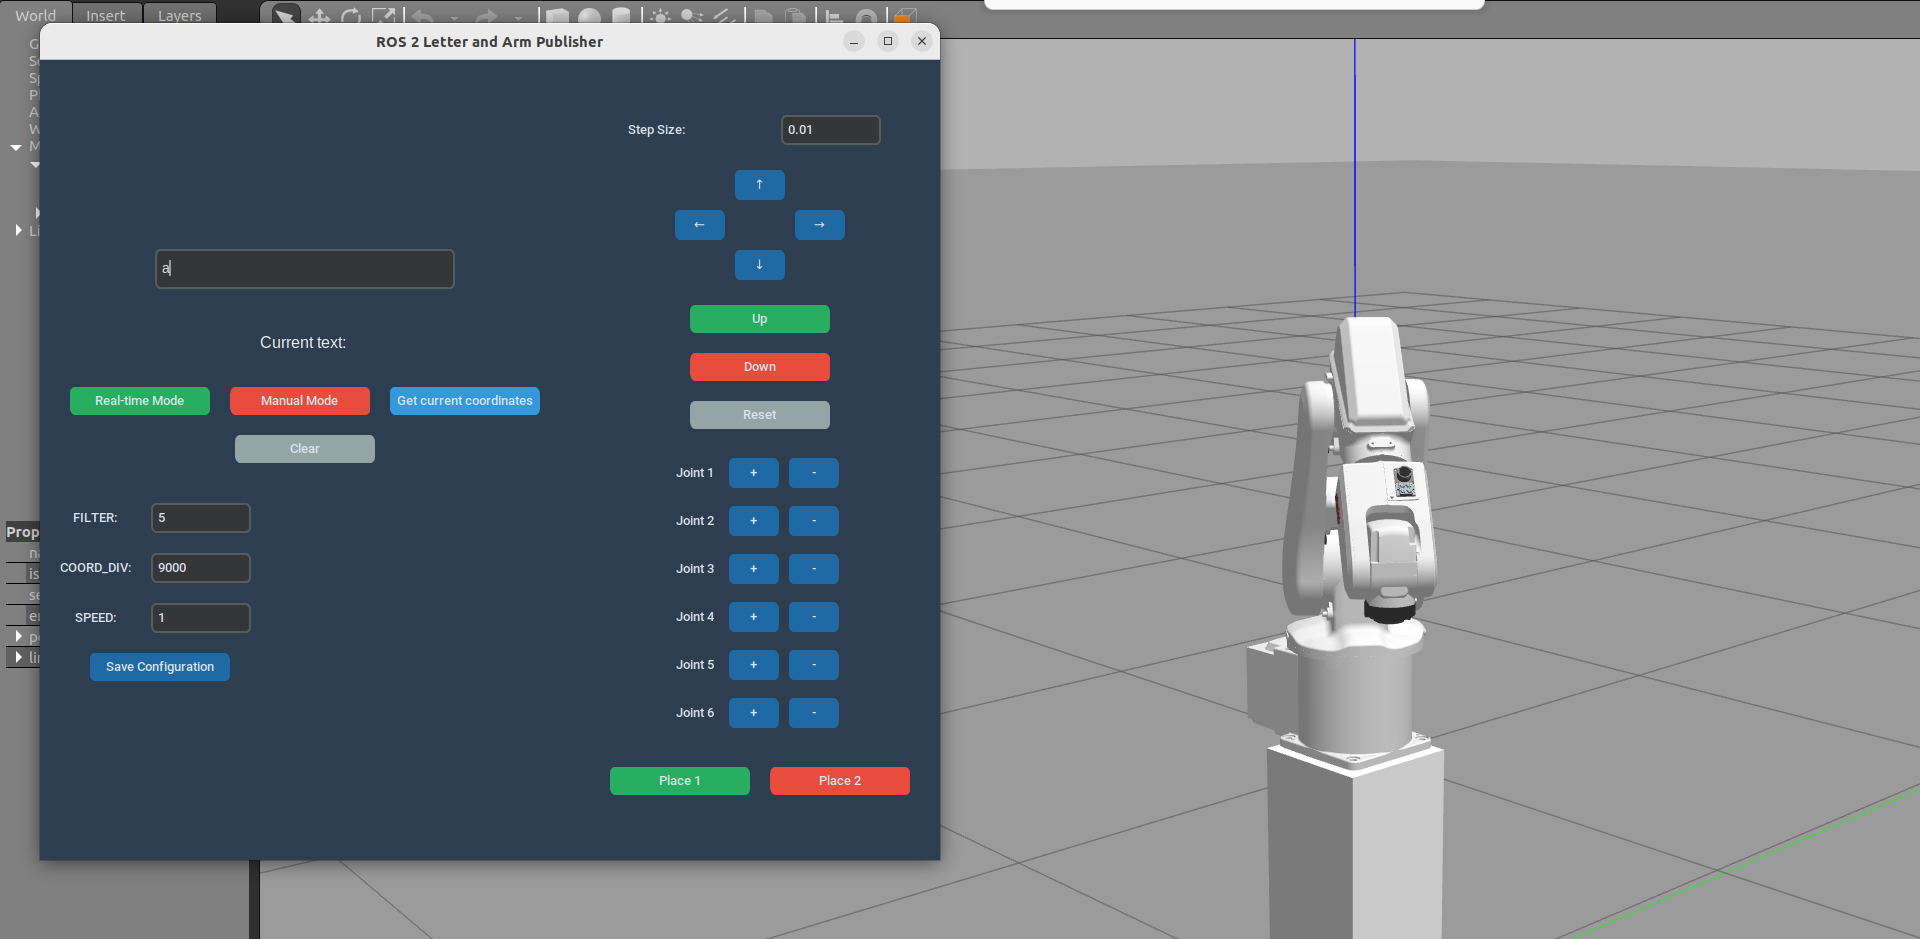 World Insert Layers
ROS 2 Letter and Arm Publisher
Step Size: 0.01
↑
← →
↓
a
Up
Current text:
Down
Real-time Mode Manual Mode Get current coordinates
Reset
Clear
Joint 1 + -
FILTER: 5
Joint 2 + -
COORD_DIV: 9000
Joint 3 + -
SPEED: 1
Joint 4 + -
Save Configuration
Joint 5 + -
Joint 6 + -
Place 1 Place 2